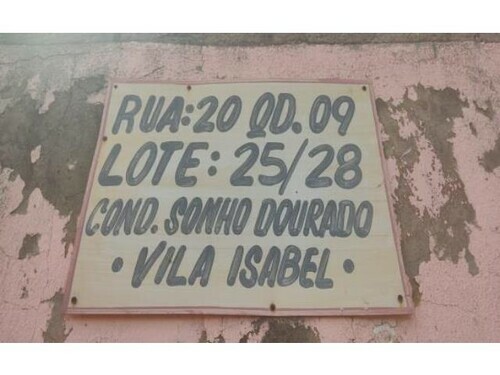 RUA:20 QD.09
LOTE: 25/28
COND. SONHO DOURADO
• VILA ISABEL •